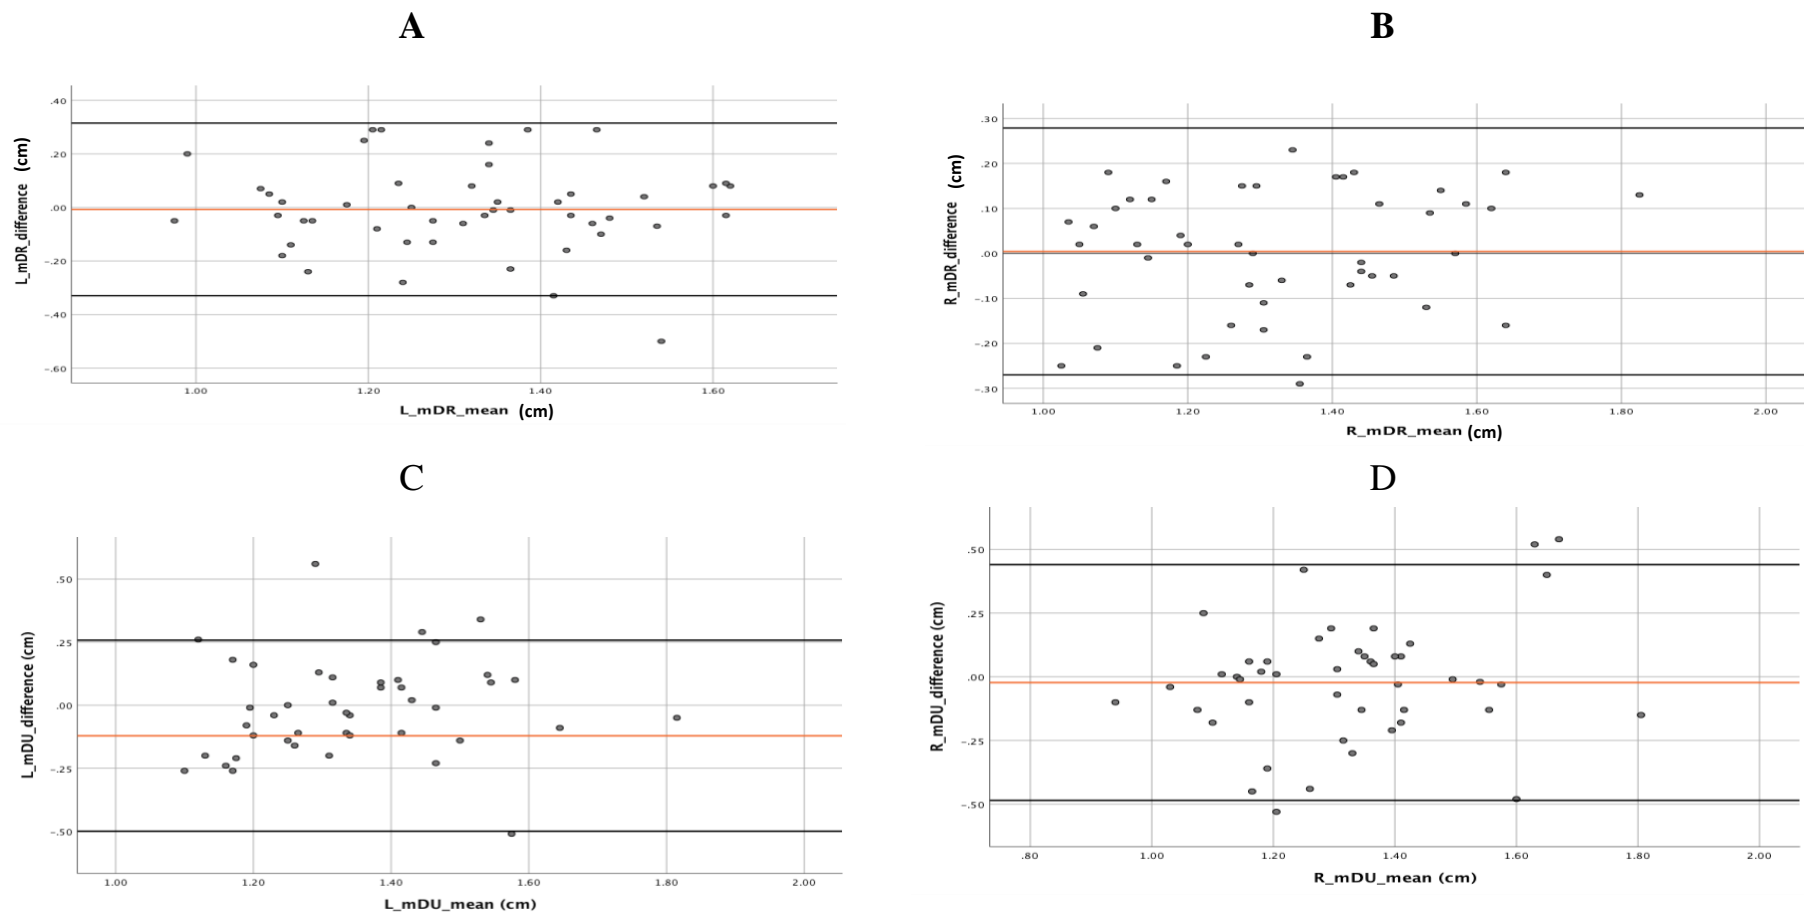 A
.40
.20
.00
-.20
-.40
-.60
L_mDR_difference (cm)
1.00 1.20 1.40 1.60
L_mDR_mean (cm)
B
.30
.20
.10
.00
-.10
-.20
-.30
R_mDR_difference (cm)
1.00 1.20 1.40 1.60 1.80 2.00
R_mDR_mean (cm)
C
.50
.25
.00
-.25
-.50
L_mDU_difference (cm)
1.00 1.20 1.40 1.60 1.80 2.00
L_mDU_mean (cm)
D
.50
.25
.00
-.25
-.50
R_mDU_difference (cm)
.80 1.00 1.20 1.40 1.60 1.80 2.00
R_mDU_mean (cm)